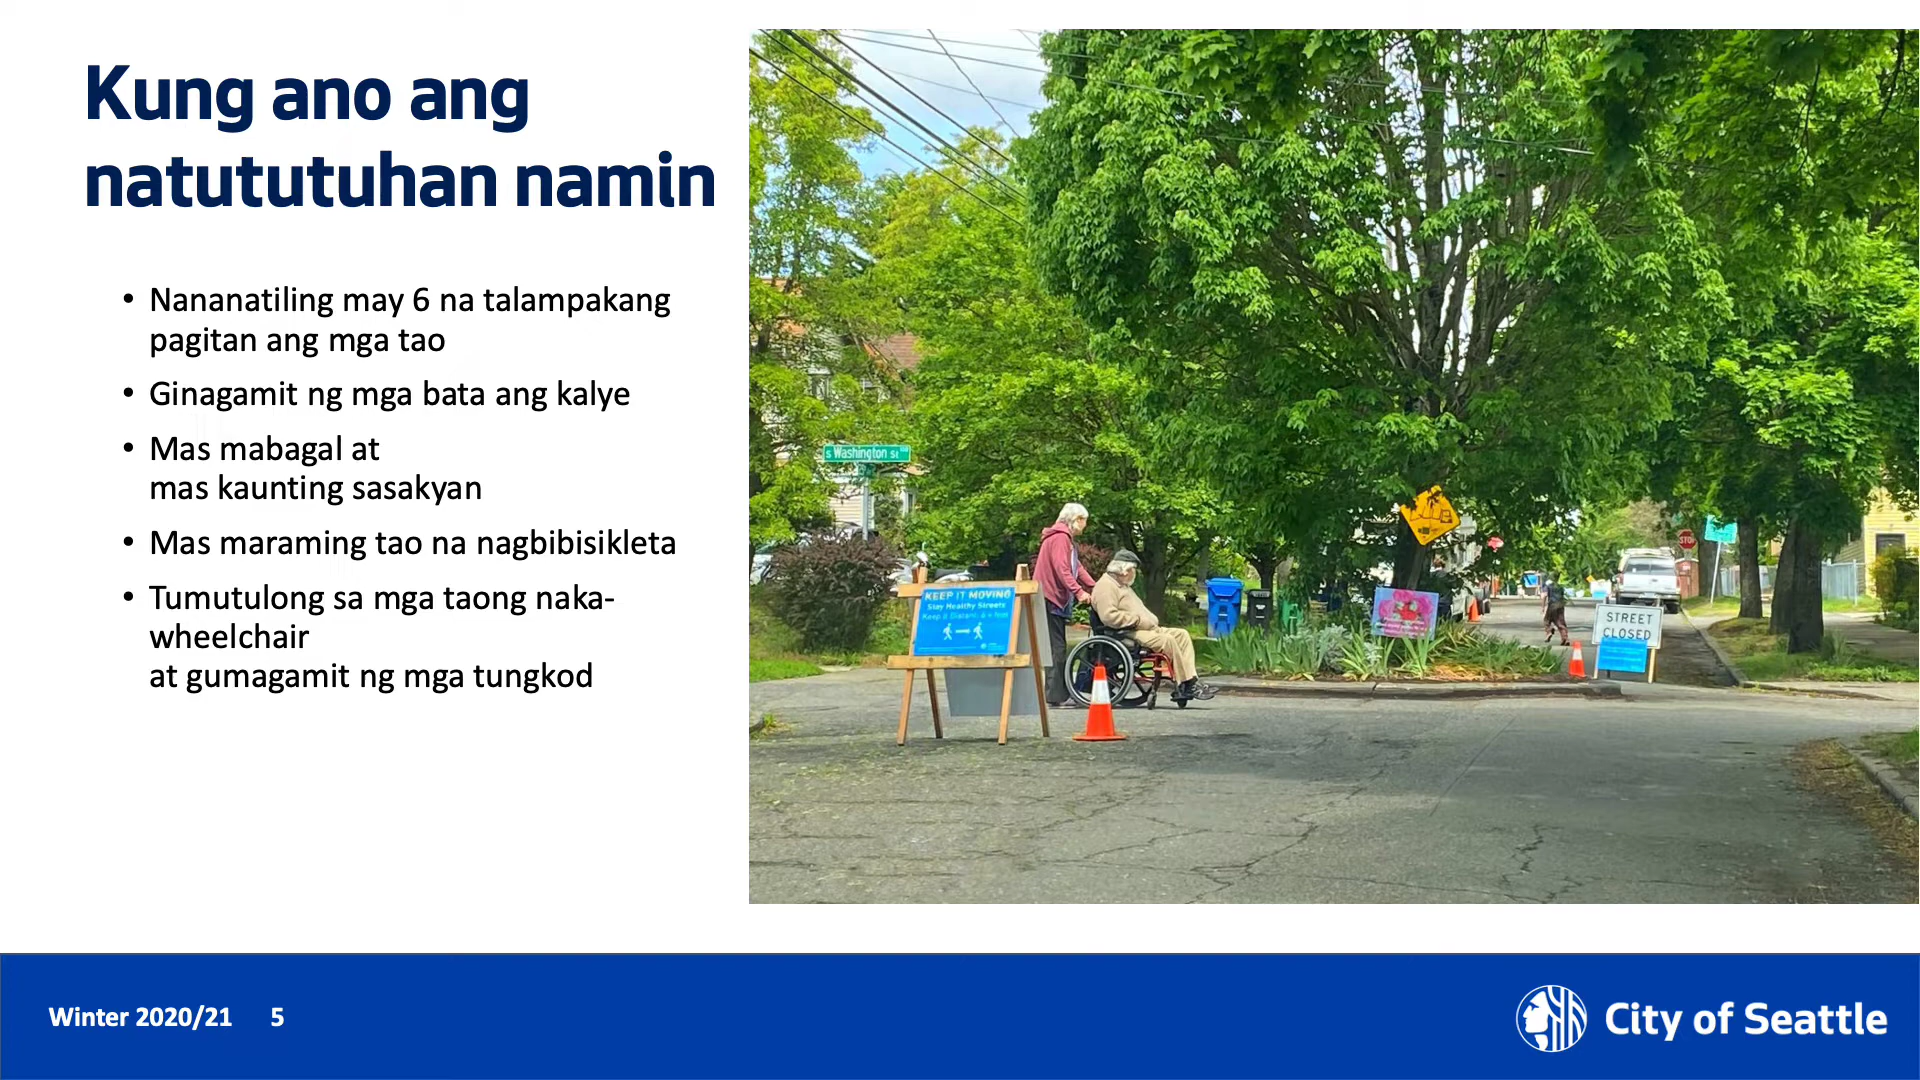 Kung ano ang
natututuhan namin
• Nananatiling may 6 na talampakang
pagitan ang mga tao
• Ginagamit ng mga bata ang kalye
• Mas mabagal at
mas kaunting sasakyan
• Mas maraming tao na nagbibisikleta
• Tumutulong sa mga taong naka-
wheelchair
at gumagamit ng mga tungkod
S Washington St
KEEP IT MOVING
Stay Healthy Streets
STOP
STREET
CLOSED
Winter 2020/21 5
City of Seattle